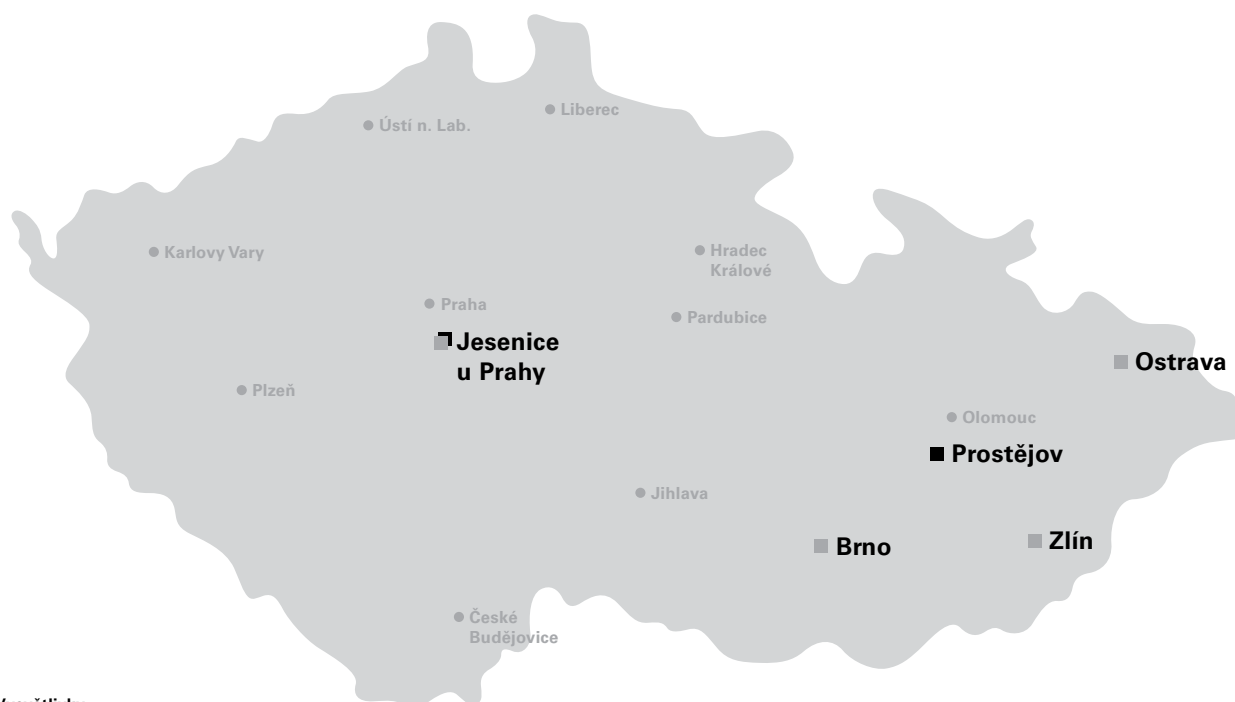 Liberec
Ústí n. Lab.
Karlovy Vary
Hradec
Králové
Praha
Pardubice
Jesenice
u Prahy
Ostrava
Plzeň
Olomouc
Prostějov
Jihlava
Brno
Zlín
České
Budějovice